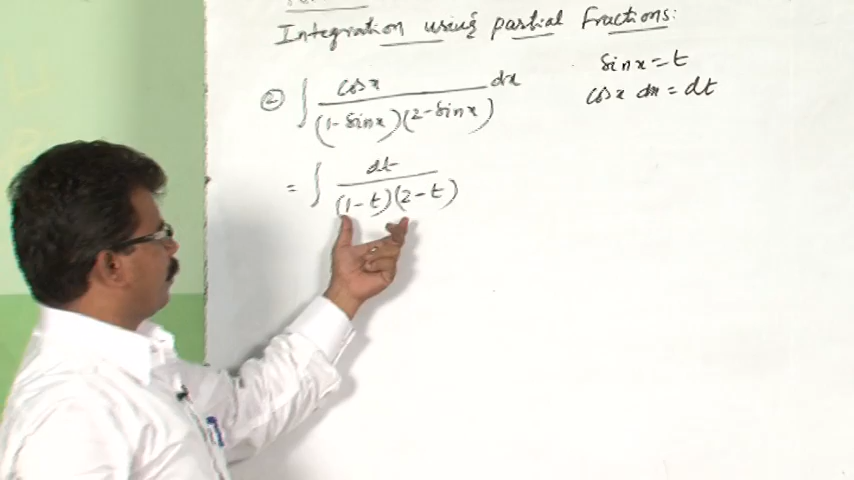 Integration using partial fractions:
② ∫ cosx / (1-sinx)(2-sinx) dx
sinx = t
cosx dx = dt
= ∫ dt / (1-t)(2-t)